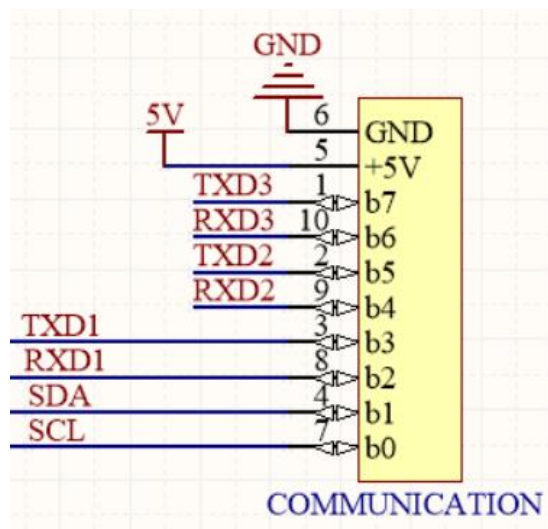 GND
6 GND
5V 5 +5V
TXD3 1 b7
RXD3 10 b6
TXD2 2 b5
RXD2 9 b4
TXD1 3 b3
RXD1 8 b2
SDA 4 b1
SCL 7 b0
COMMUNICATION